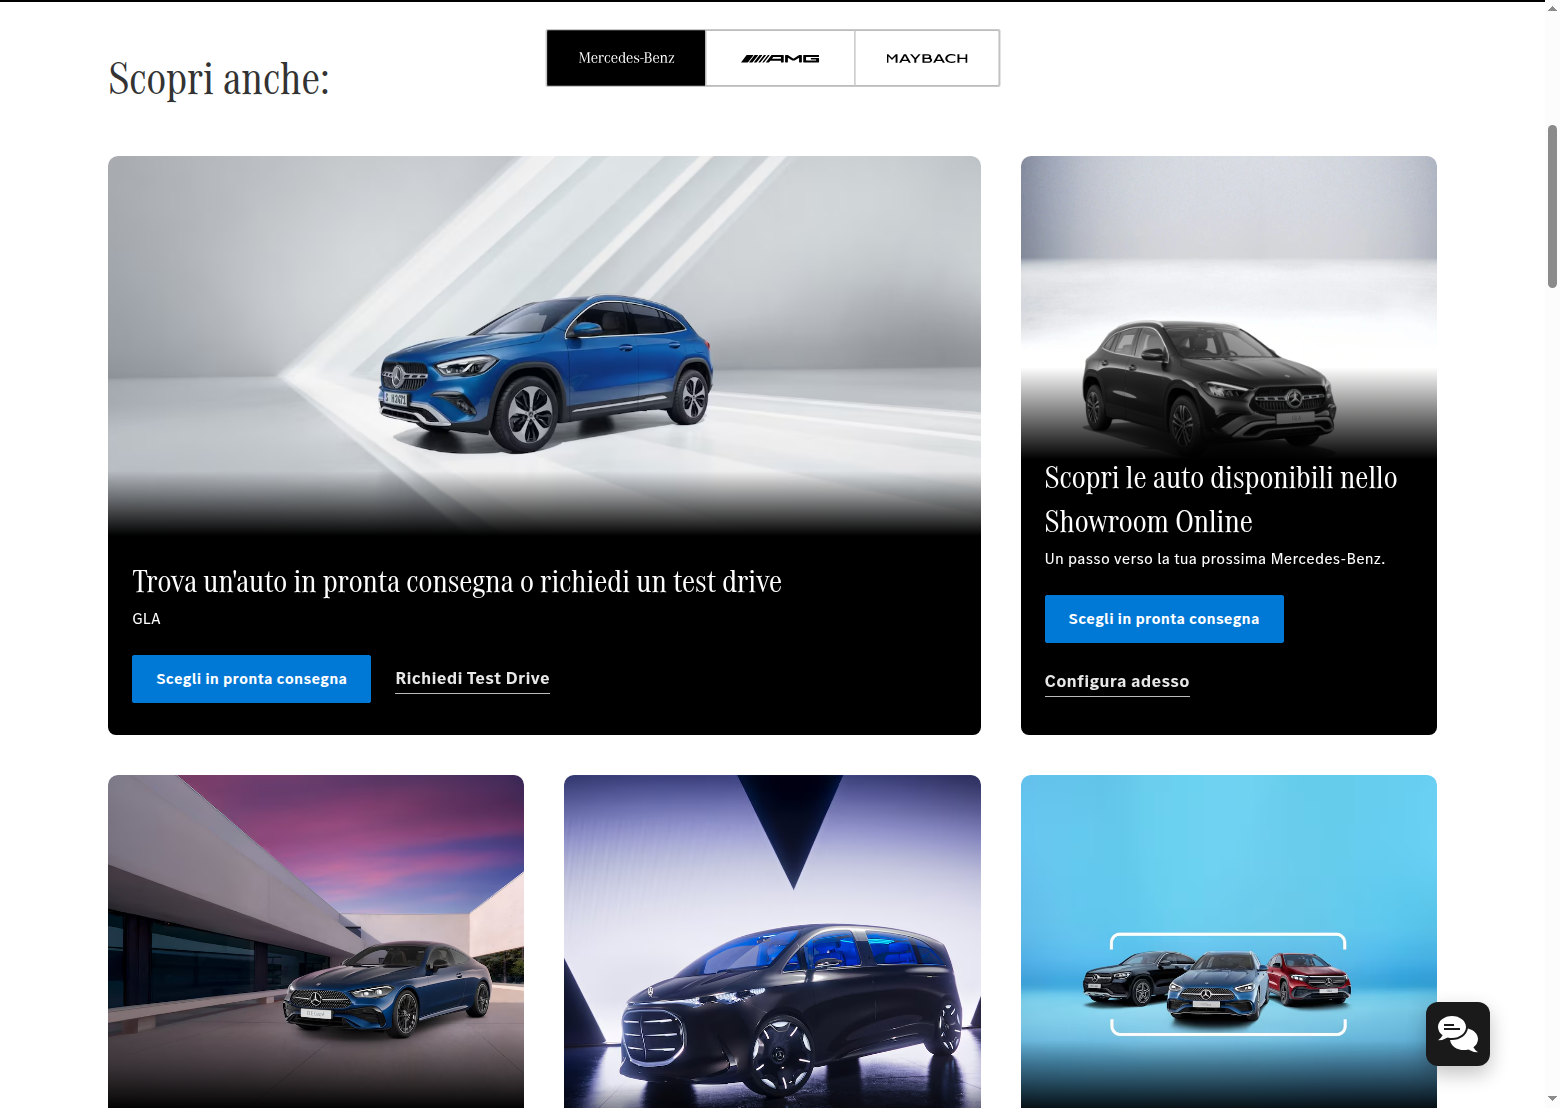 Scopri anche:
Mercedes-Benz
AMG
MAYBACH
Trova un'auto in pronta consegna o richiedi un test drive
GLA
Scegli in pronta consegna
Richiedi Test Drive
Scopri le auto disponibili nello
Showroom Online
Un passo verso la tua prossima Mercedes-Benz.
Scegli in pronta consegna
Configura adesso